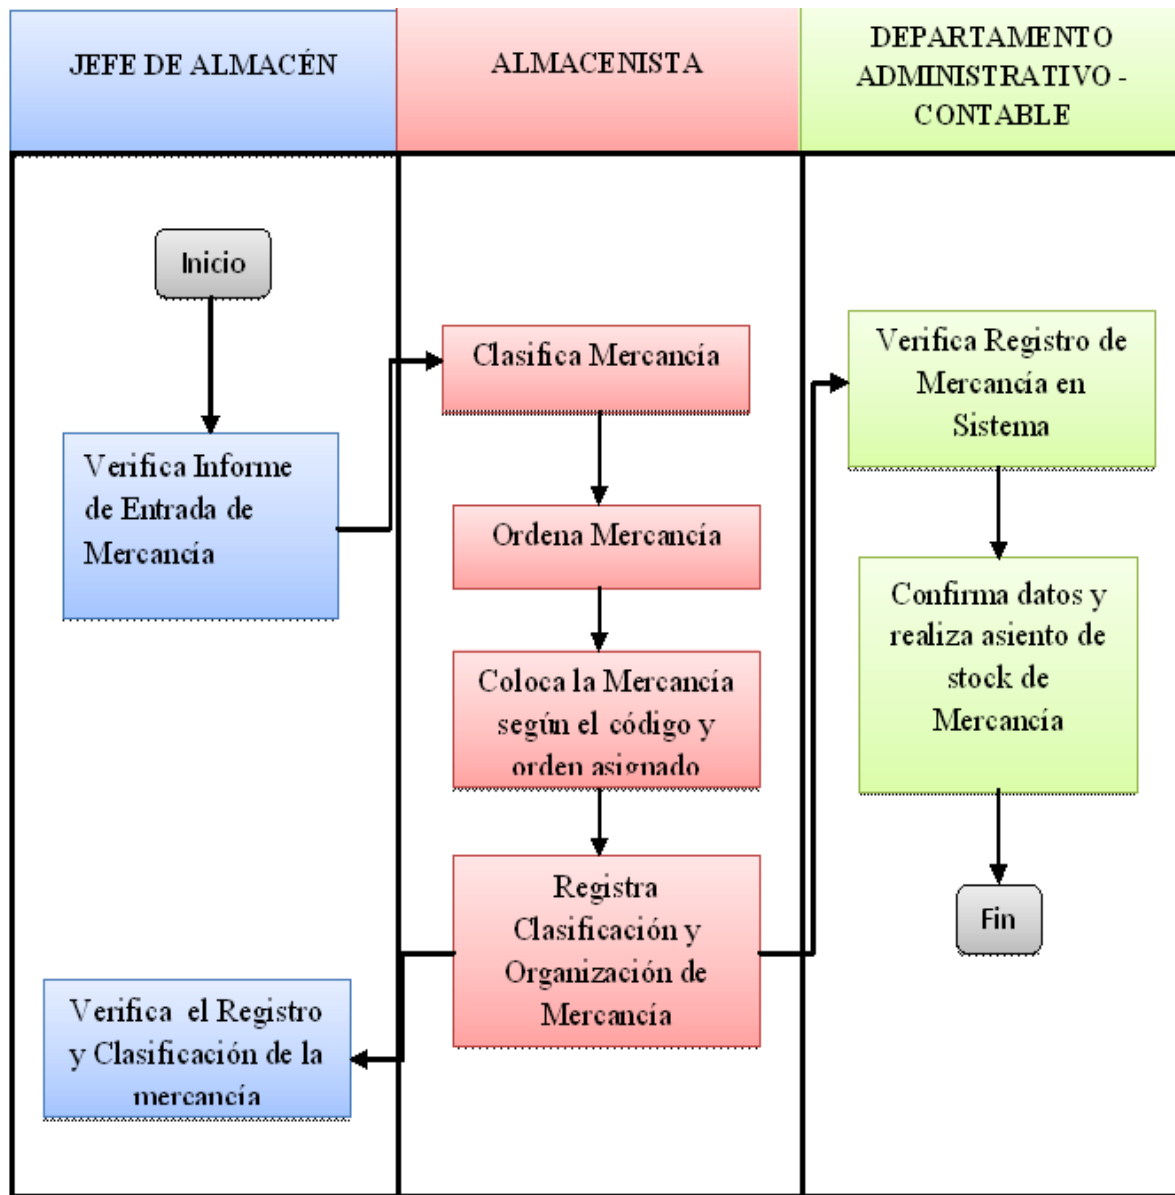 JEFE DE ALMACÉN
ALMACENISTA
DEPARTAMENTO
ADMINISTRATIVO -
CONTABLE
Inicio
Verifica Informe
de Entrada de
Mercancía
Clasifica Mercancía
Ordena Mercancía
Coloca la Mercancía
según el código y
orden asignado
Registra
Clasificación y
Organización de
Mercancía
Verifica el Registro
y Clasificación de la
mercancía
Verifica Registro de
Mercancía en
Sistema
Confirma datos y
realiza asiento de
stock de
Mercancía
Fin